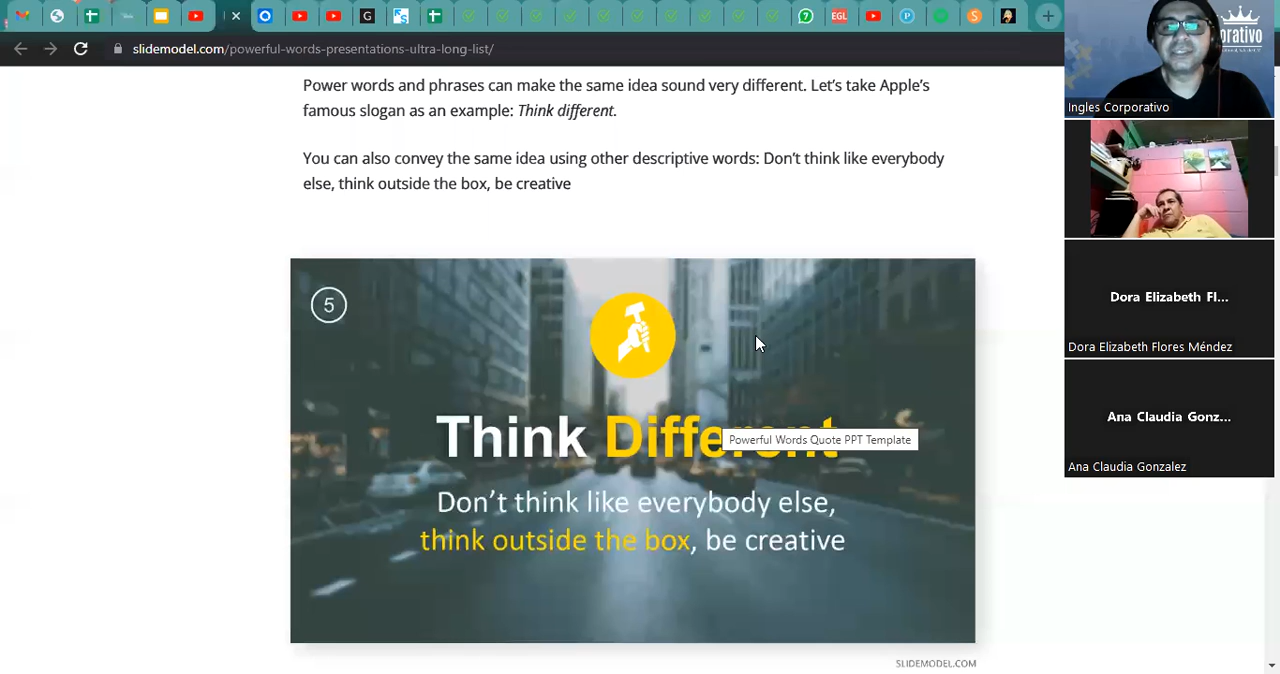 slidemodel.com/powerful-words-presentations-ultra-long-list/
Power words and phrases can make the same idea sound very different. Let’s take Apple’s
famous slogan as an example: Think different.
You can also convey the same idea using other descriptive words: Don’t think like everybody
else, think outside the box, be creative
5
Think Different
Powerful Words Quote PPT Template
Don’t think like everybody else,
think outside the box, be creative
SLIDEMODEL.COM
EGL
orativo
Ingles Corporativo
Dora Elizabeth Fl...
Dora Elizabeth Flores Méndez
Ana Claudia Gonz...
Ana Claudia Gonzalez